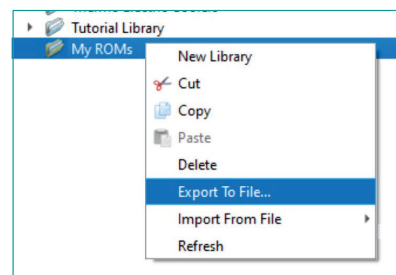 Tutorial Library
My ROMs
New Library
Cut
Copy
Paste
Delete
Export To File...
Import From File
Refresh